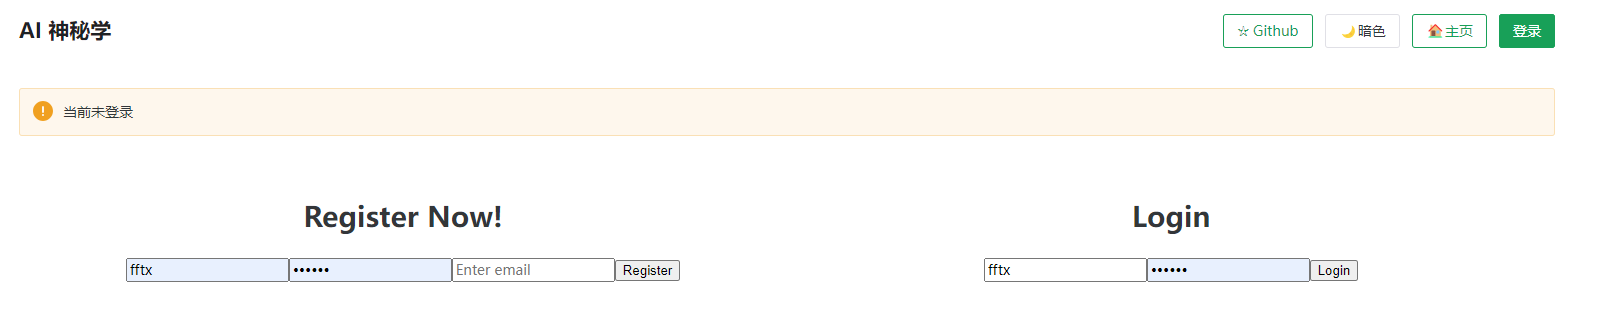 AI 神秘学
☆ Github 🌙 暗色 🏠 主页 登录
当前未登录
Register Now!
fftx •••••• Enter email Register
Login
fftx •••••• Login